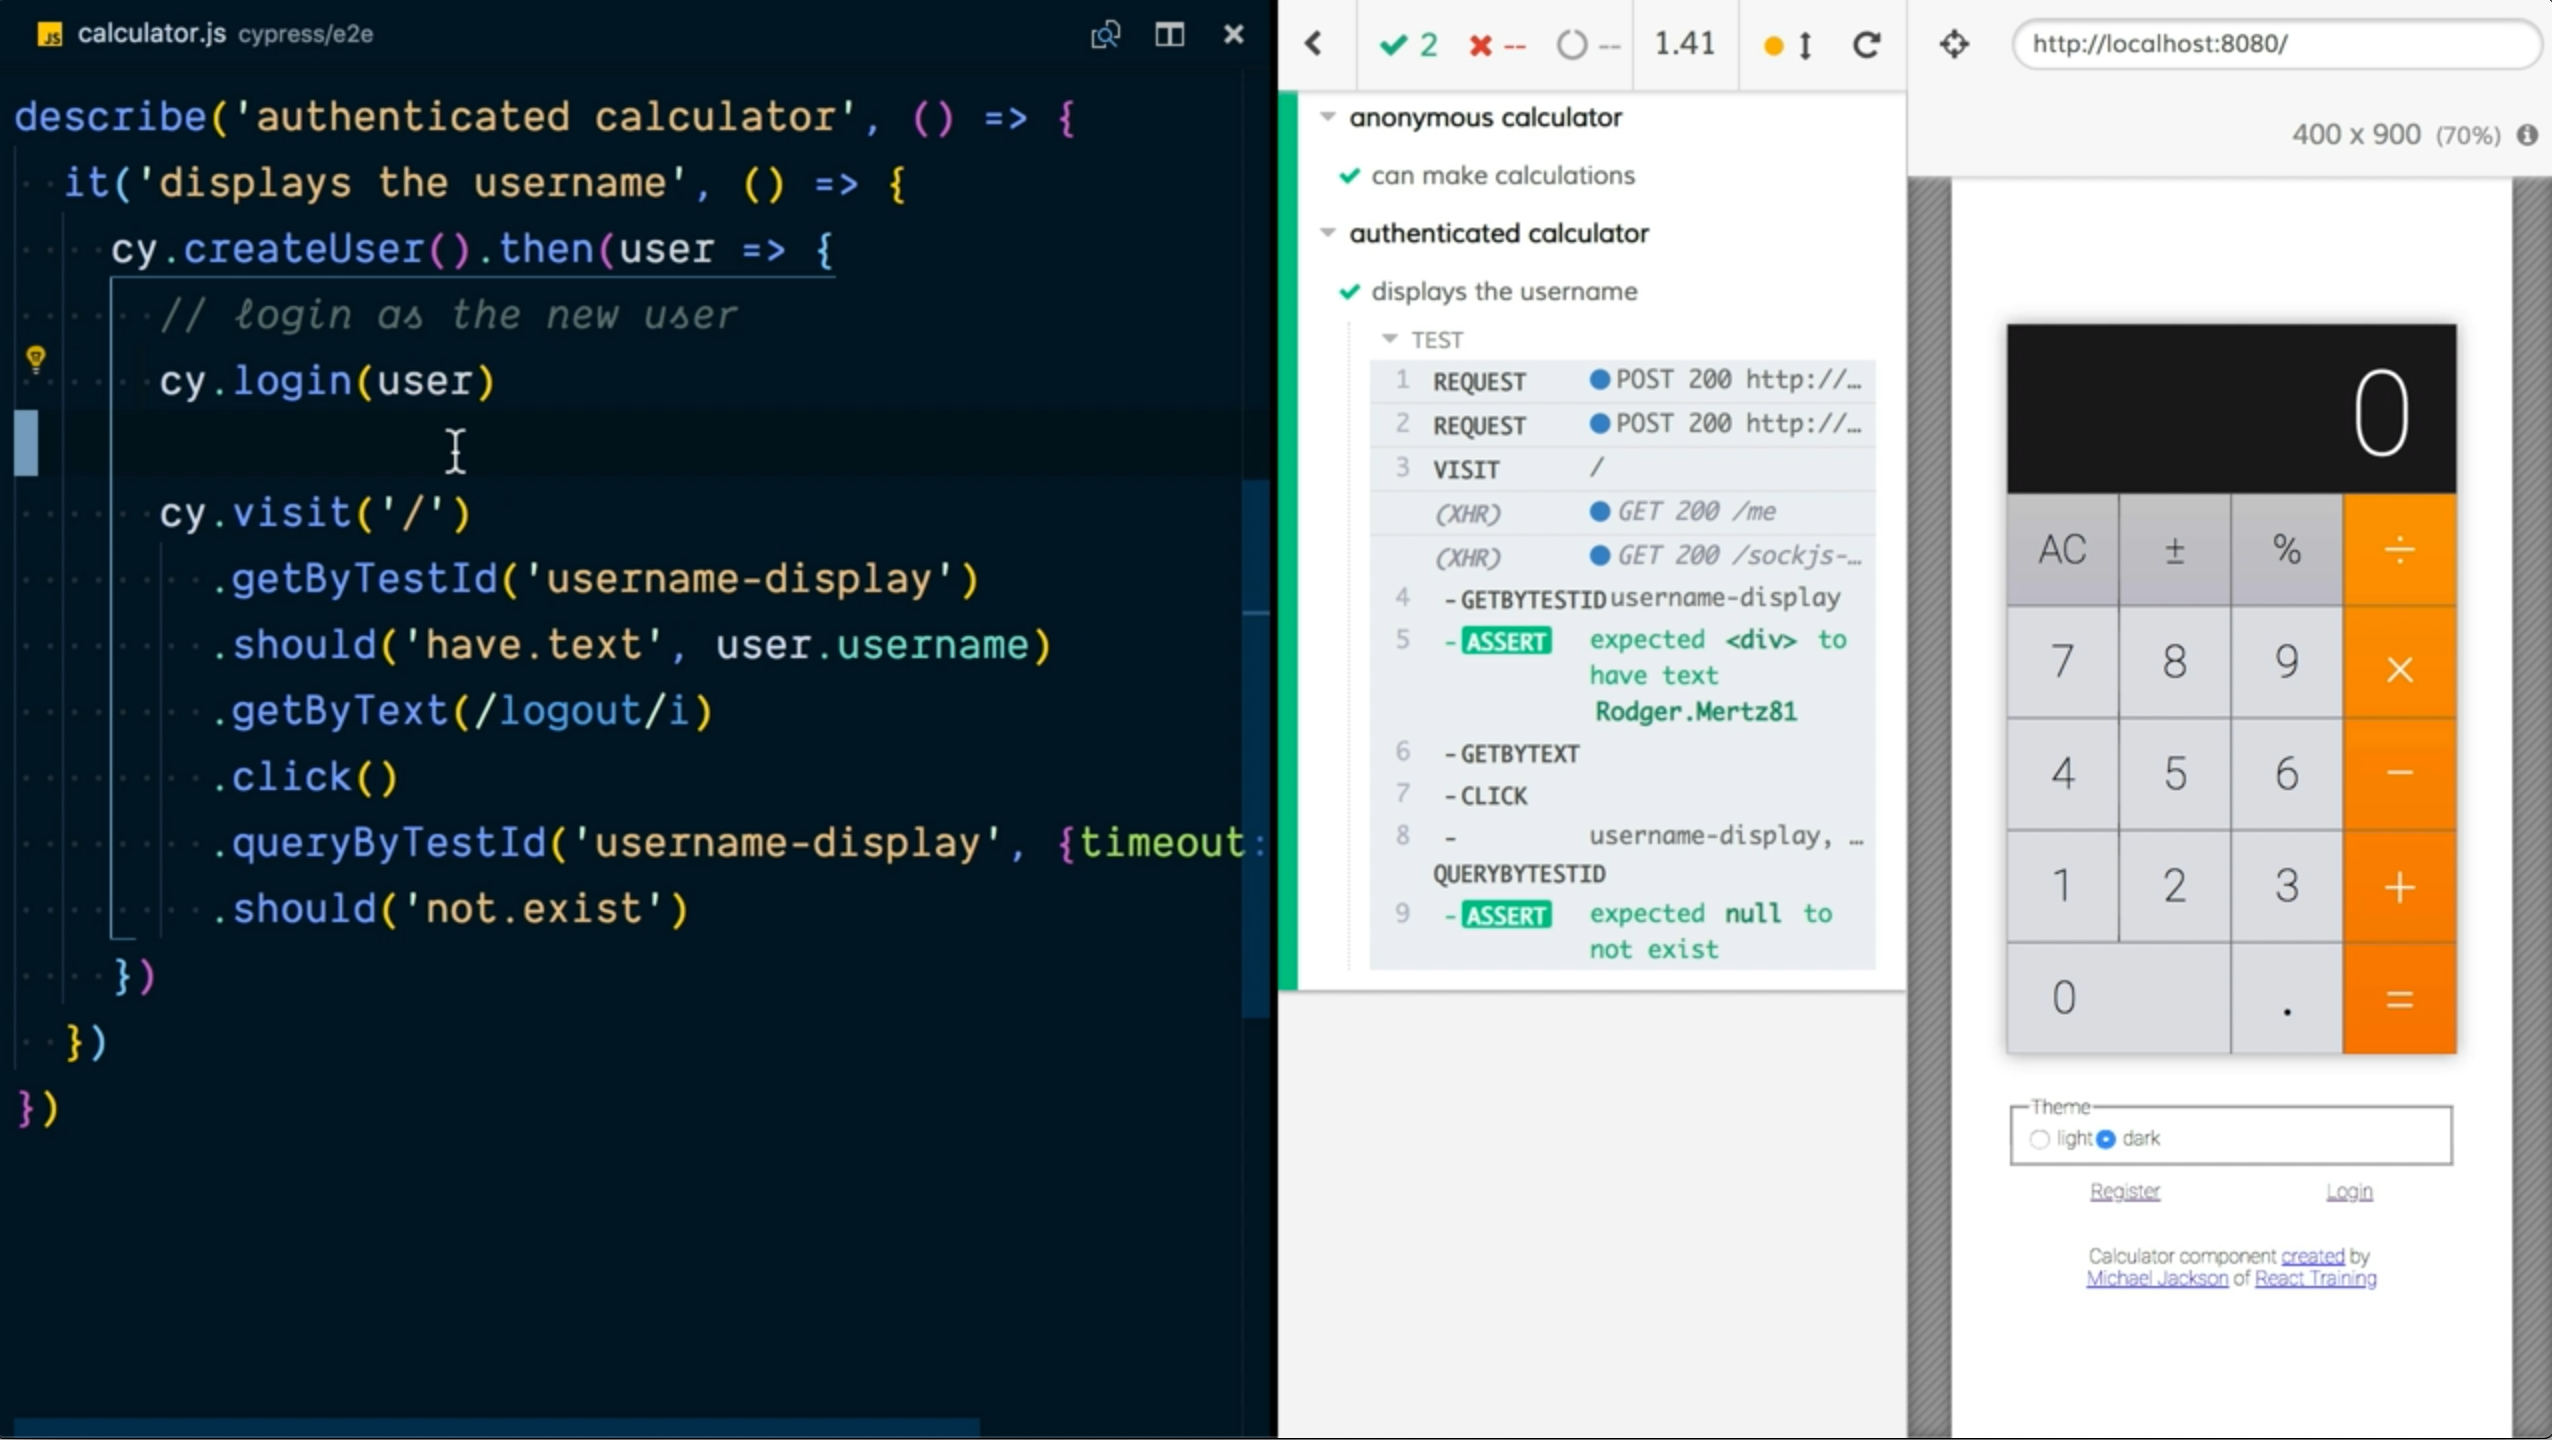 calculator.js cypress/e2e
describe('authenticated calculator', () => {
it('displays the username', () => {
cy.createUser().then(user => {
// login as the new user
cy.login(user)
cy.visit('/')
.getByTestId('username-display')
.should('have.text', user.username)
.getByText(/logout/i)
.click()
.queryByTestId('username-display', {timeout:
.should('not.exist')
})
})
})
2 -- -- 1.41
anonymous calculator
can make calculations
authenticated calculator
displays the username
TEST
1 REQUEST POST 200 http://…
2 REQUEST POST 200 http://…
3 VISIT /
(XHR) GET 200 /me
(XHR) GET 200 /sockjs-…
4 -GETBYTESTID username-display
5 -ASSERT expected <div> to
have text
Rodger.Mertz81
6 -GETBYTEXT
7 -CLICK
8 - username-display, …
QUERYBYTESTID
9 -ASSERT expected null to
not exist
http://localhost:8080/
400 x 900 (70%)
0
AC ± % ÷
7 8 9 ×
4 5 6 −
1 2 3 +
0 . =
Theme
light dark
Register Login
Calculator component created by
Michael Jackson of React Training